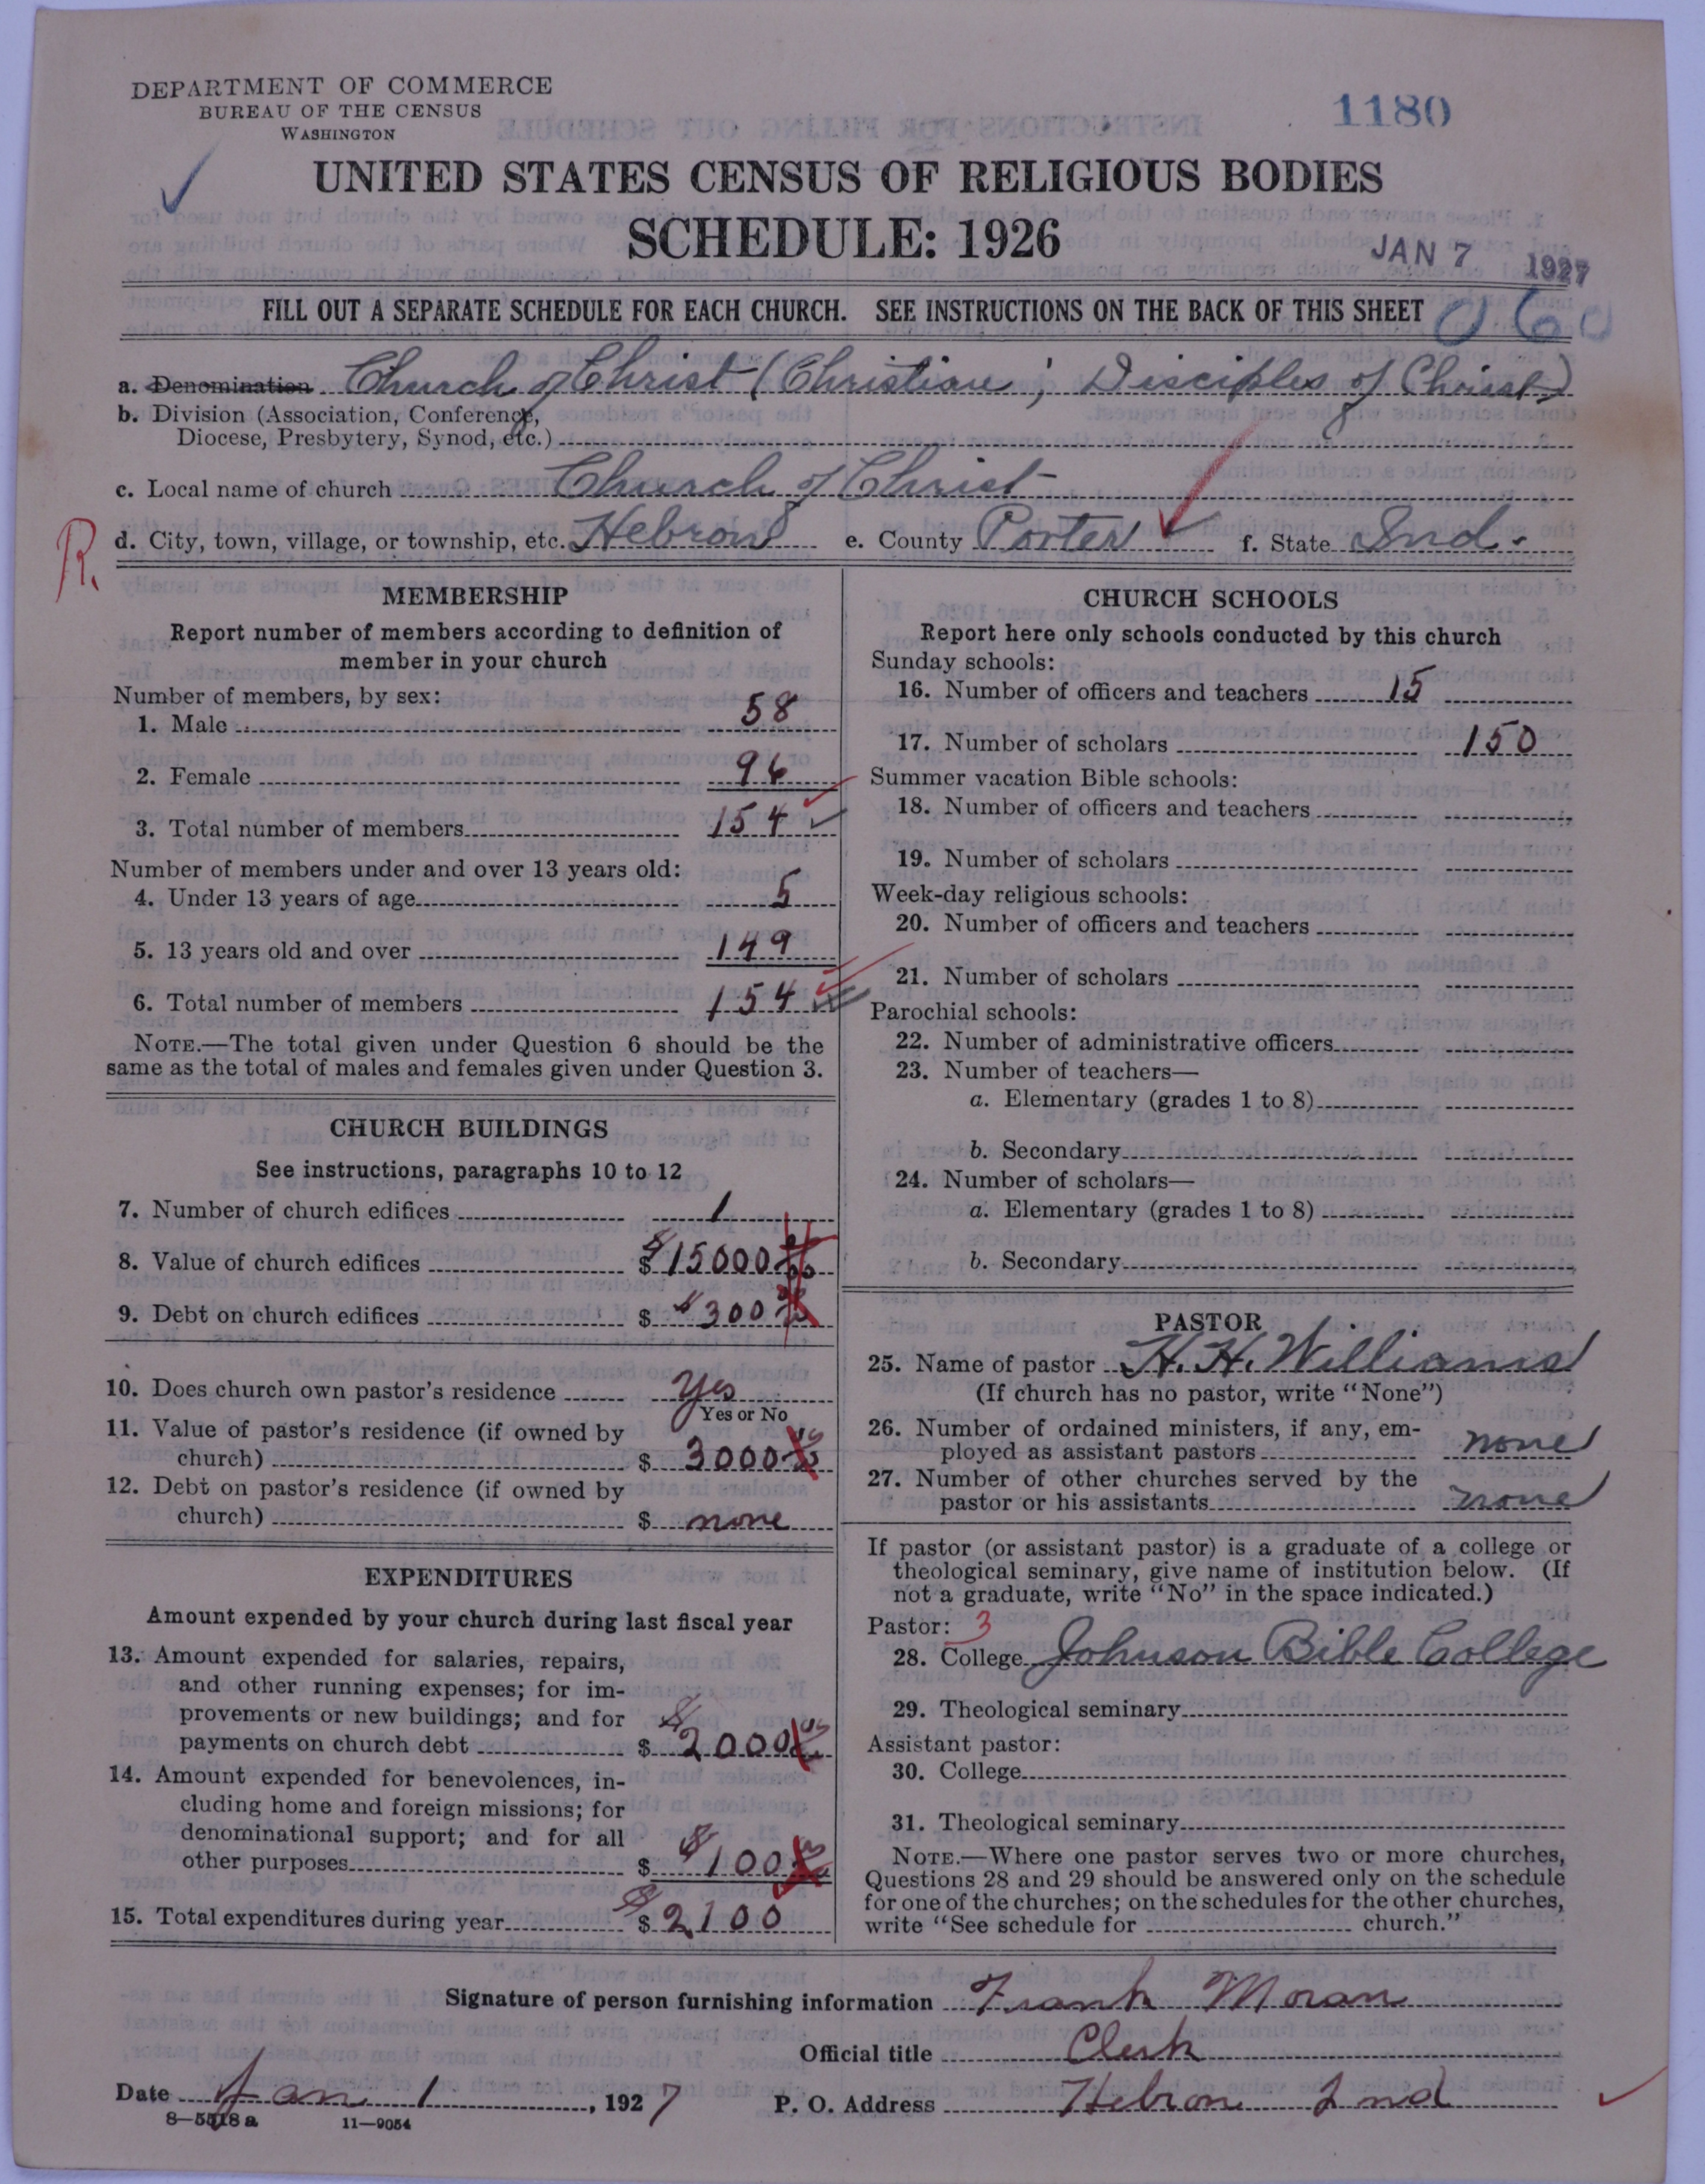 DEPARTMENT OF COMMERCE
BUREAU OF THE CENSUS
WASHINGTON
1180
UNITED STATES CENSUS OF RELIGIOUS BODIES
SCHEDULE: 1926
JAN 7 1927
FILL OUT A SEPARATE SCHEDULE FOR EACH CHURCH. SEE INSTRUCTIONS ON THE BACK OF THIS SHEET
060
a. Denomination Church of Christ (Christian; Disciples of Christ)
b. Division (Association, Conference,
Diocese, Presbytery, Synod, etc.)
c. Local name of church Church of Christ
R.
d. City, town, village, or township, etc. Hebron e. County Porter f. State Ind.
MEMBERSHIP
Report number of members according to definition of
member in your church
Number of members, by sex:
1. Male 58
2. Female 96
3. Total number of members 154
Number of members under and over 13 years old:
4. Under 13 years of age 5
5. 13 years old and over 149
6. Total number of members 154
NOTE.—The total given under Question 6 should be the
same as the total of males and females given under Question 3.
CHURCH BUILDINGS
See instructions, paragraphs 10 to 12
7. Number of church edifices 1
8. Value of church edifices $ $15000
9. Debt on church edifices $ $300
10. Does church own pastor's residence Yes
Yes or No
11. Value of pastor's residence (if owned by
church) $ 3000
12. Debt on pastor's residence (if owned by
church) $ none
EXPENDITURES
Amount expended by your church during last fiscal year
13. Amount expended for salaries, repairs,
and other running expenses; for im-
provements or new buildings; and for
payments on church debt $ $2000
14. Amount expended for benevolences, in-
cluding home and foreign missions; for
denominational support; and for all
other purposes $ $100
15. Total expenditures during year $ $2100
CHURCH SCHOOLS
Report here only schools conducted by this church
Sunday schools:
16. Number of officers and teachers 15
17. Number of scholars 150
Summer vacation Bible schools:
18. Number of officers and teachers
19. Number of scholars
Week-day religious schools:
20. Number of officers and teachers
21. Number of scholars
Parochial schools:
22. Number of administrative officers
23. Number of teachers—
a. Elementary (grades 1 to 8)
b. Secondary
24. Number of scholars—
a. Elementary (grades 1 to 8)
b. Secondary
PASTOR
25. Name of pastor H. H. Williams
(If church has no pastor, write "None")
26. Number of ordained ministers, if any, em-
ployed as assistant pastors none
27. Number of other churches served by the
pastor or his assistants none
If pastor (or assistant pastor) is a graduate of a college or
theological seminary, give name of institution below. (If
not a graduate, write "No" in the space indicated.)
Pastor: 3
28. College Johnson Bible College
29. Theological seminary
Assistant pastor:
30. College
31. Theological seminary
NOTE.—Where one pastor serves two or more churches,
Questions 28 and 29 should be answered only on the schedule
for one of the churches; on the schedules for the other churches,
write "See schedule for church."
Signature of person furnishing information Frank Moran
Official title Clerk
Date Jan 1, 1927 P. O. Address Hebron Ind
8—5518 a 11—9054